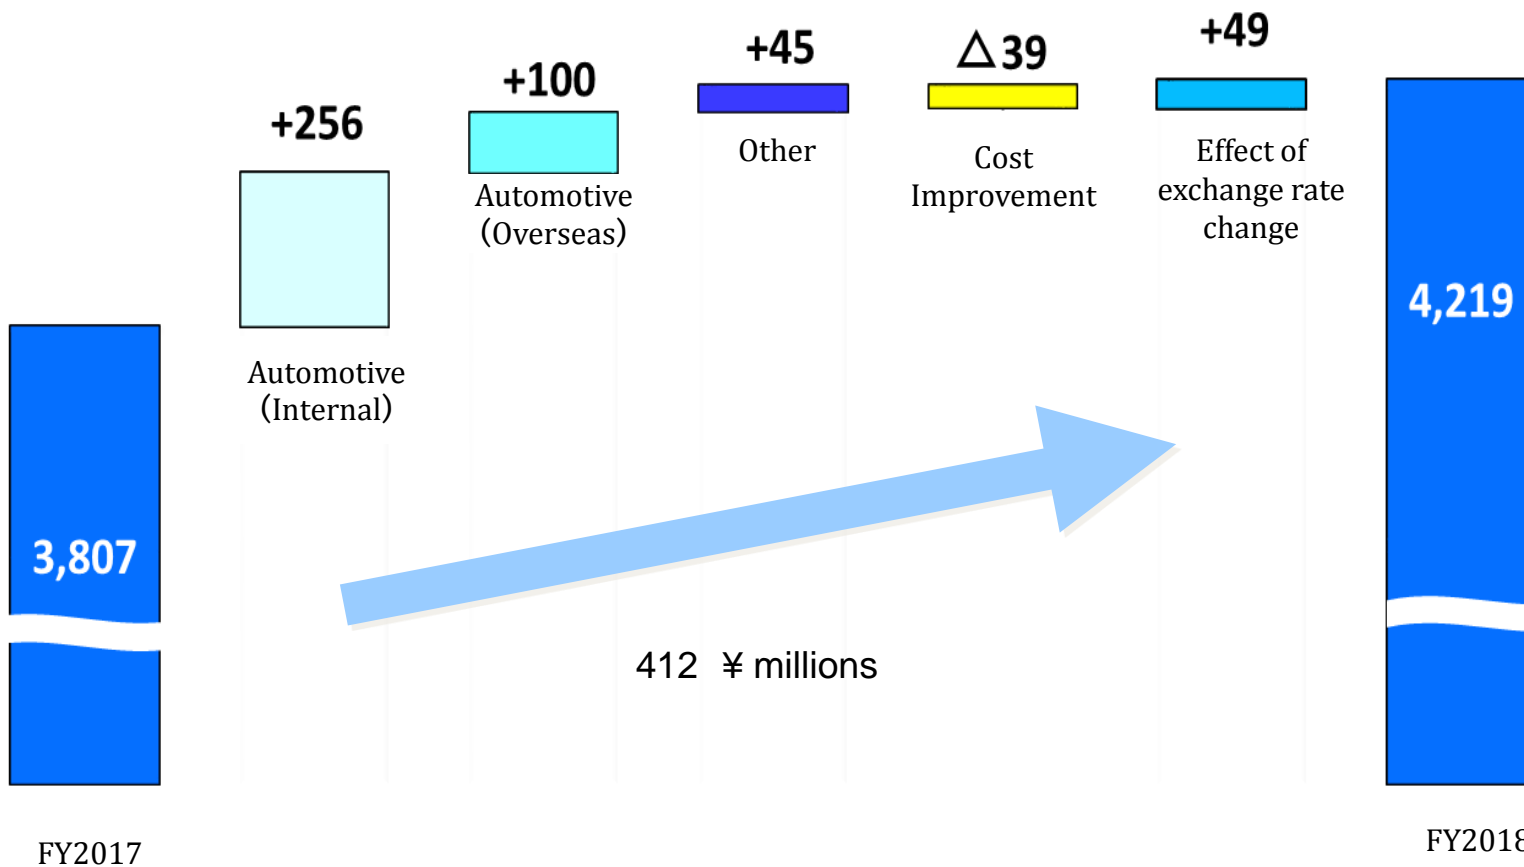 +256
+100
+45
△39
+49
Other
Cost
Improvement
Effect of
exchange rate
change
Automotive
(Overseas)
Automotive
(Internal)
3,807
4,219
412 ¥ millions
FY2017
FY2018